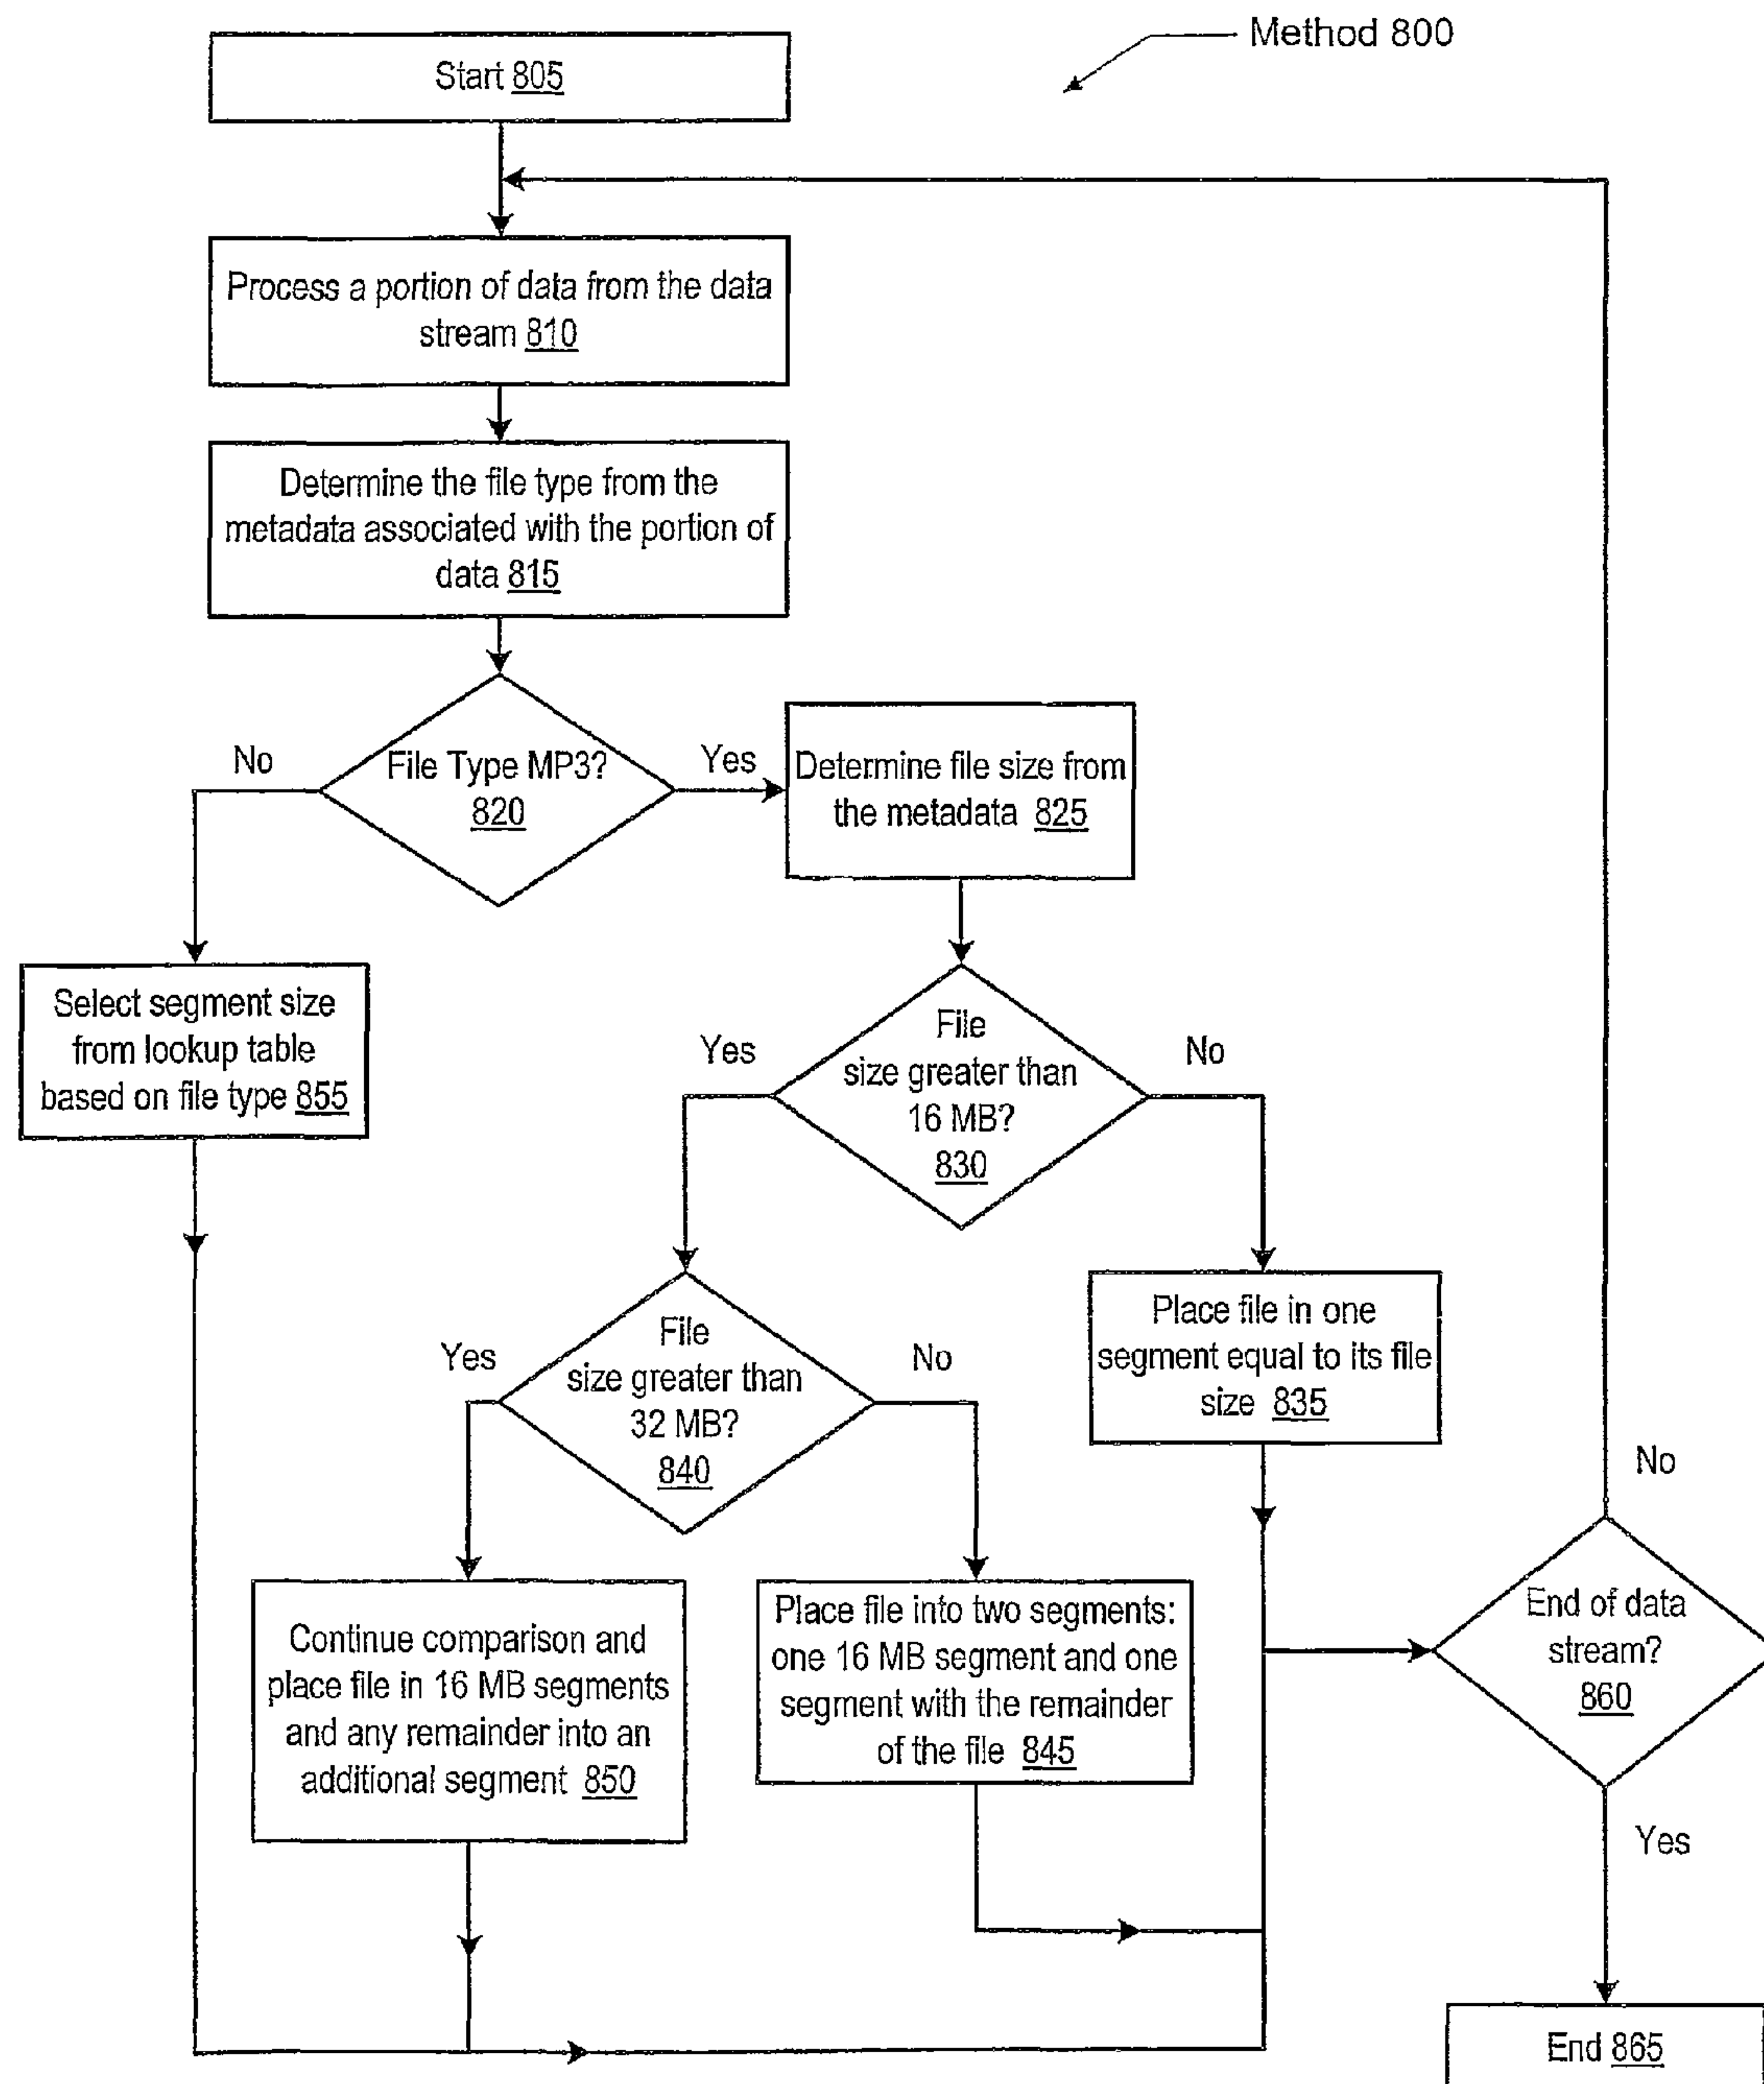 Method 800
Start 805
Process a portion of data from the data
stream 810
Determine the file type from the
metadata associated with the portion of
data 815
No
File Type MP3?
820
Yes
Determine file size from
the metadata 825
Select segment size
from lookup table
based on file type 855
Yes
File
size greater than
16 MB?
830
No
Yes
File
size greater than
32 MB?
840
No
Place file in one
segment equal to its file
size 835
Continue comparison and
place file in 16 MB segments
and any remainder into an
additional segment 850
Place file into two segments:
one 16 MB segment and one
segment with the remainder
of the file 845
No
End of data
stream?
860
Yes
End 865